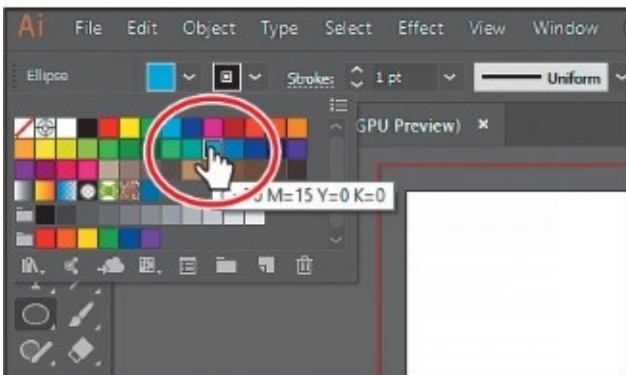 Ai File Edit Object Type Select Effect View Window
Ellipse Stroke: 1 pt Uniform
GPU Preview) ×
M=15 Y=0 K=0